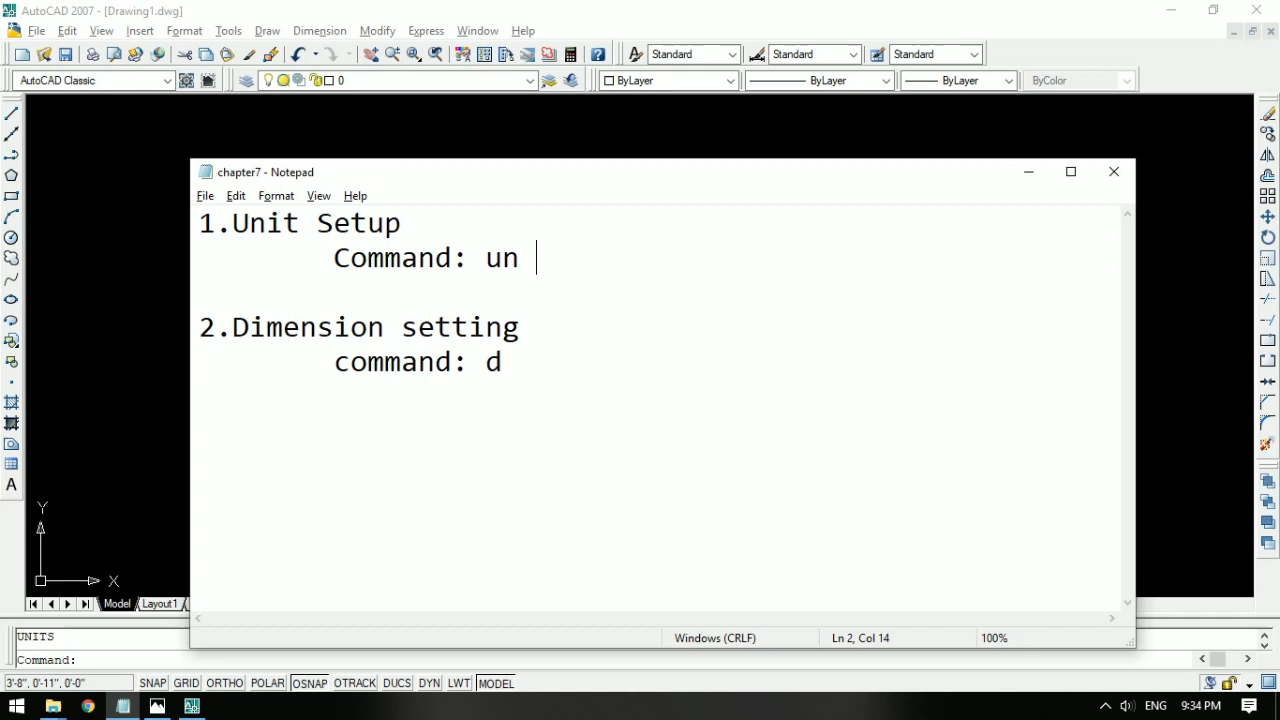 AutoCAD 2007 - [Drawing1.dwg]
File Edit View Insert Format Tools Draw Dimension Modify Express Window Help
Standard Standard Standard
AutoCAD Classic 0 ByLayer ByLayer ByLayer ByColor
chapter7 - Notepad
File Edit Format View Help
1.Unit Setup
Command: un
2.Dimension setting
command: d
A
Y
X
Model Layout1
Windows (CRLF) Ln 2, Col 14 100%
UNITS
Command:
3'-8", 0'-11", 0'-0" SNAP GRID ORTHO POLAR OSNAP OTRACK DUCS DYN LWT MODEL
ENG 9:34 PM